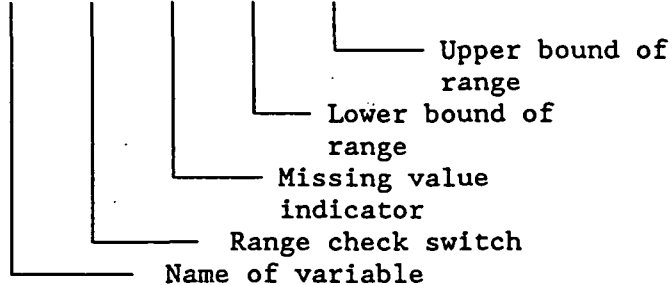 Upper bound of
range
Lower bound of
range
Missing value
indicator
Range check switch
Name of variable